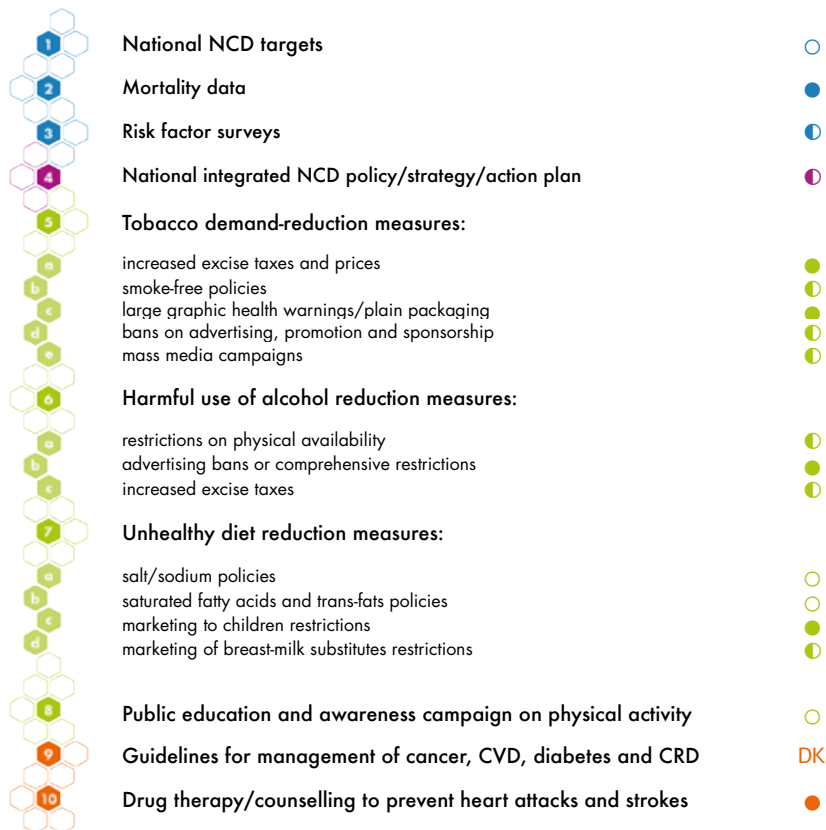 1 National NCD targets
2 Mortality data
3 Risk factor surveys
4 National integrated NCD policy/strategy/action plan
5 Tobacco demand-reduction measures:
a increased excise taxes and prices
b smoke-free policies
c large graphic health warnings/plain packaging
d bans on advertising, promotion and sponsorship
e mass media campaigns
6 Harmful use of alcohol reduction measures:
a restrictions on physical availability
b advertising bans or comprehensive restrictions
c increased excise taxes
7 Unhealthy diet reduction measures:
a salt/sodium policies
b saturated fatty acids and trans-fats policies
c marketing to children restrictions
d marketing of breast-milk substitutes restrictions
8 Public education and awareness campaign on physical activity
9 Guidelines for management of cancer, CVD, diabetes and CRD DK
10 Drug therapy/counselling to prevent heart attacks and strokes